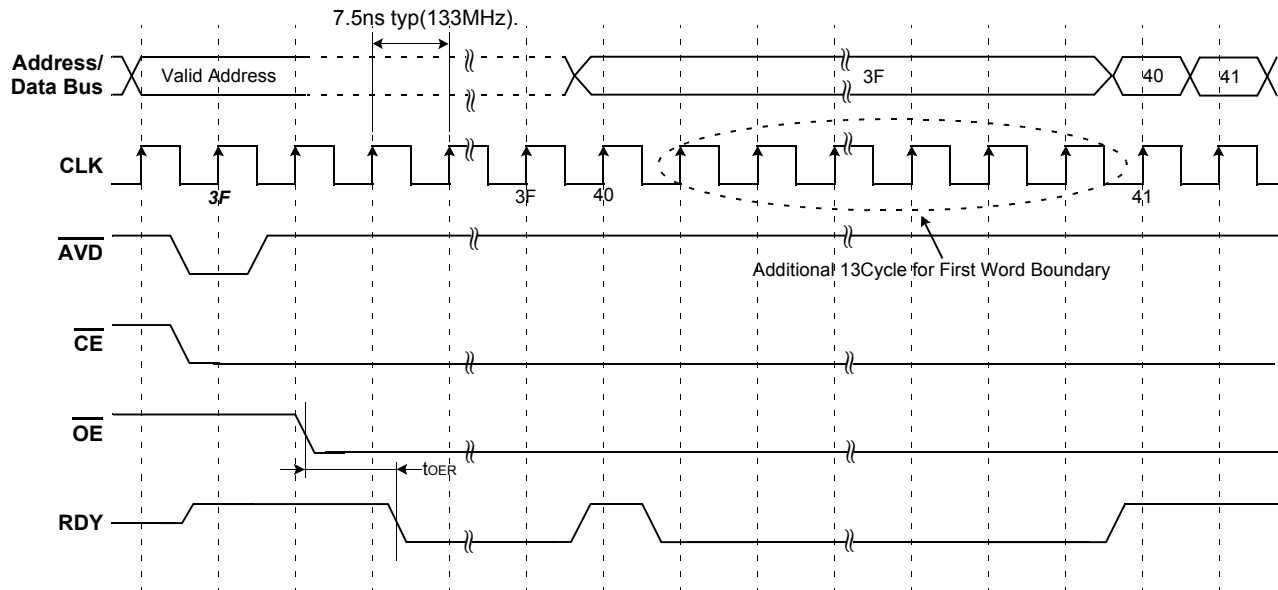 7.5ns typ(133MHz).
Address/
Data Bus
Valid Address
3F
40
41
CLK
3F
3F
40
41
AVD
Additional 13Cycle for First Word Boundary
CE
OE
tOER
RDY